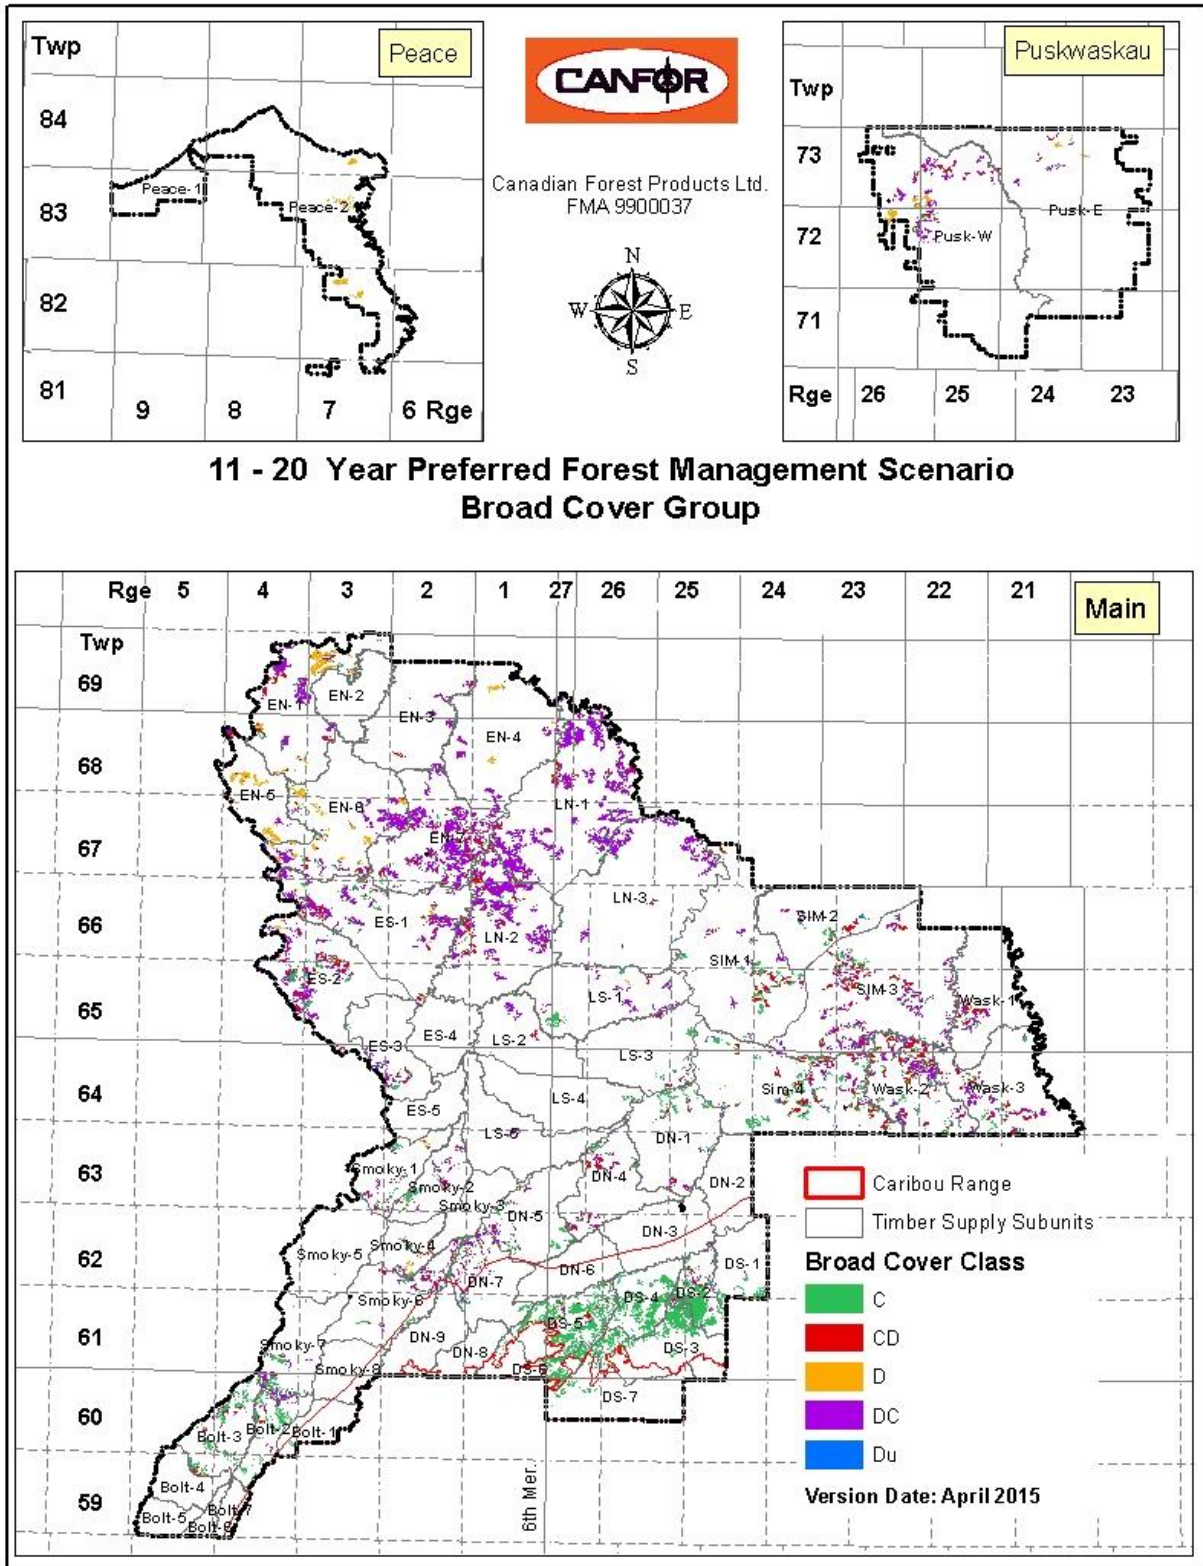 Twp
Peace
84
83
82
81
Peace-1
Peace-2
9 8 7 6 Rge
CANFOR
Canadian Forest Products Ltd.
FMA 9900037
N
W E
S
Puskwaskau
Twp
73
72
71
Pusk-W
Pusk-E
Rge 26 25 24 23
11 - 20 Year Preferred Forest Management Scenario
Broad Cover Group
Rge 5 4 3 2 1 27 26 25 24 23 22 21
Main
Twp
69
68
67
66
65
64
63
62
61
60
59
EN-1
EN-2
EN-3
EN-4
EN-5
EN-6
EN-7
LN-1
LN-2
LN-3
ES-1
ES-2
ES-3
ES-4
ES-5
LS-1
LS-2
LS-3
LS-4
LS-5
SIM-1
SIM-2
SIM-3
Sim-4
Wask-1
Wask-2
Wask-3
DN-1
DN-2
DN-3
DN-4
DN-5
DN-6
DN-7
DN-8
DN-9
DS-1
DS-2
DS-3
DS-4
DS-5
DS-6
DS-7
Smoky-1
Smoky-2
Smoky-3
Smoky-4
Smoky-5
Smoky-6
Smoky-7
Smoky-8
Bolt-1
Bolt-2
Bolt-3
Bolt-4
Bolt-5
Bolt-6
Bolt-7
6th Mer.
Caribou Range
Timber Supply Subunits
Broad Cover Class
C
CD
D
DC
Du
Version Date: April 2015